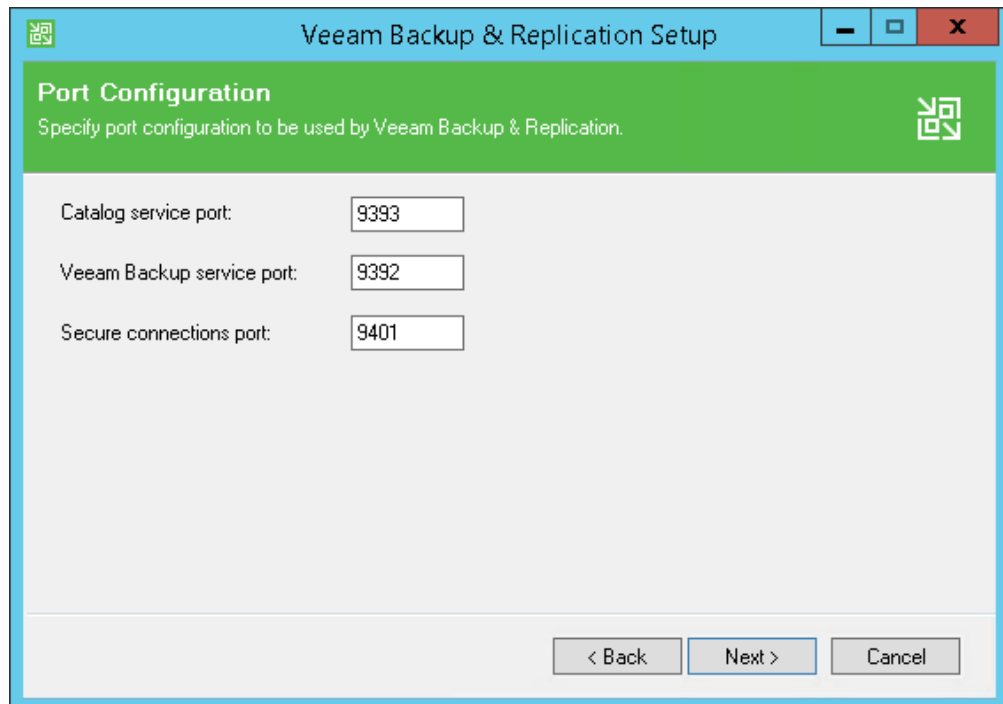 Veeam Backup & Replication Setup
Port Configuration
Specify port configuration to be used by Veeam Backup & Replication.
Catalog service port: 9393
Veeam Backup service port: 9392
Secure connections port: 9401
< Back Next > Cancel